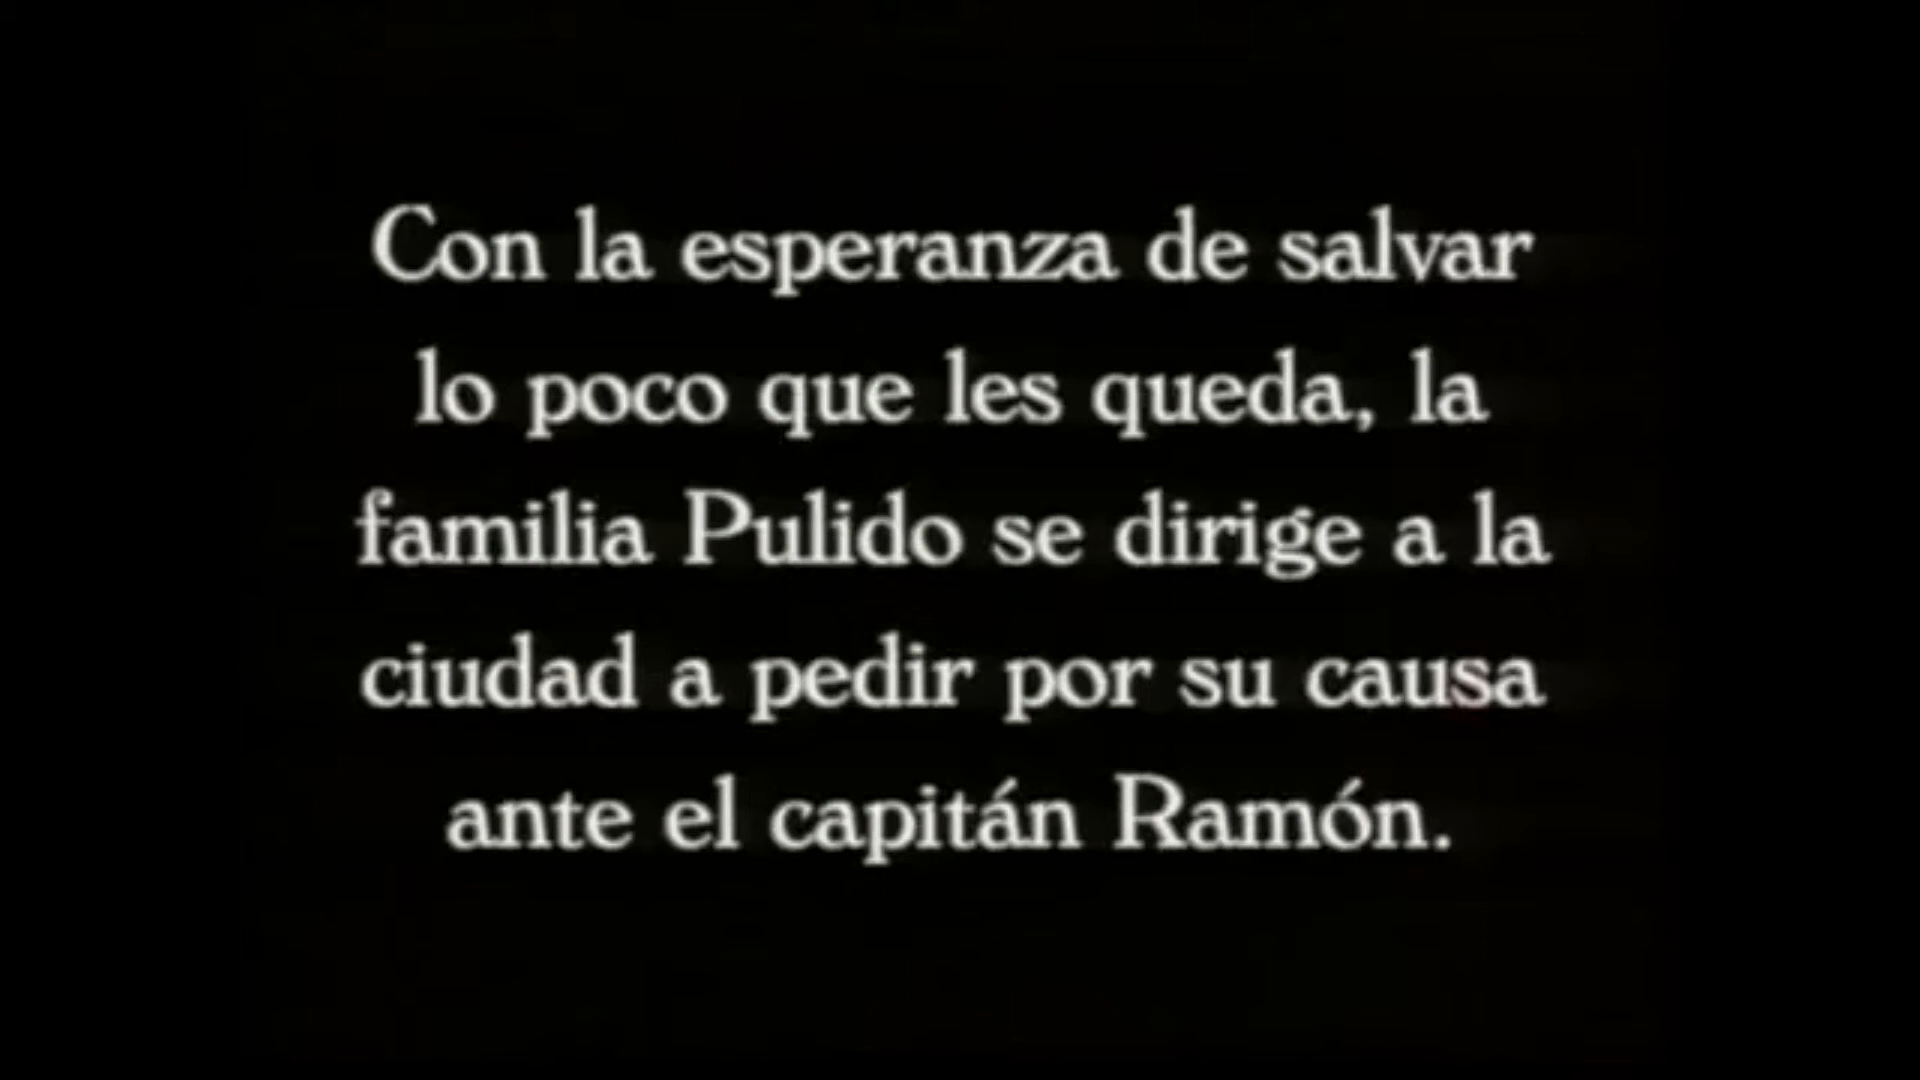 Con la esperanza de salvar
lo poco que les queda, la
familia Pulido se dirige a la
ciudad a pedir por su causa
ante el capitán Ramón.